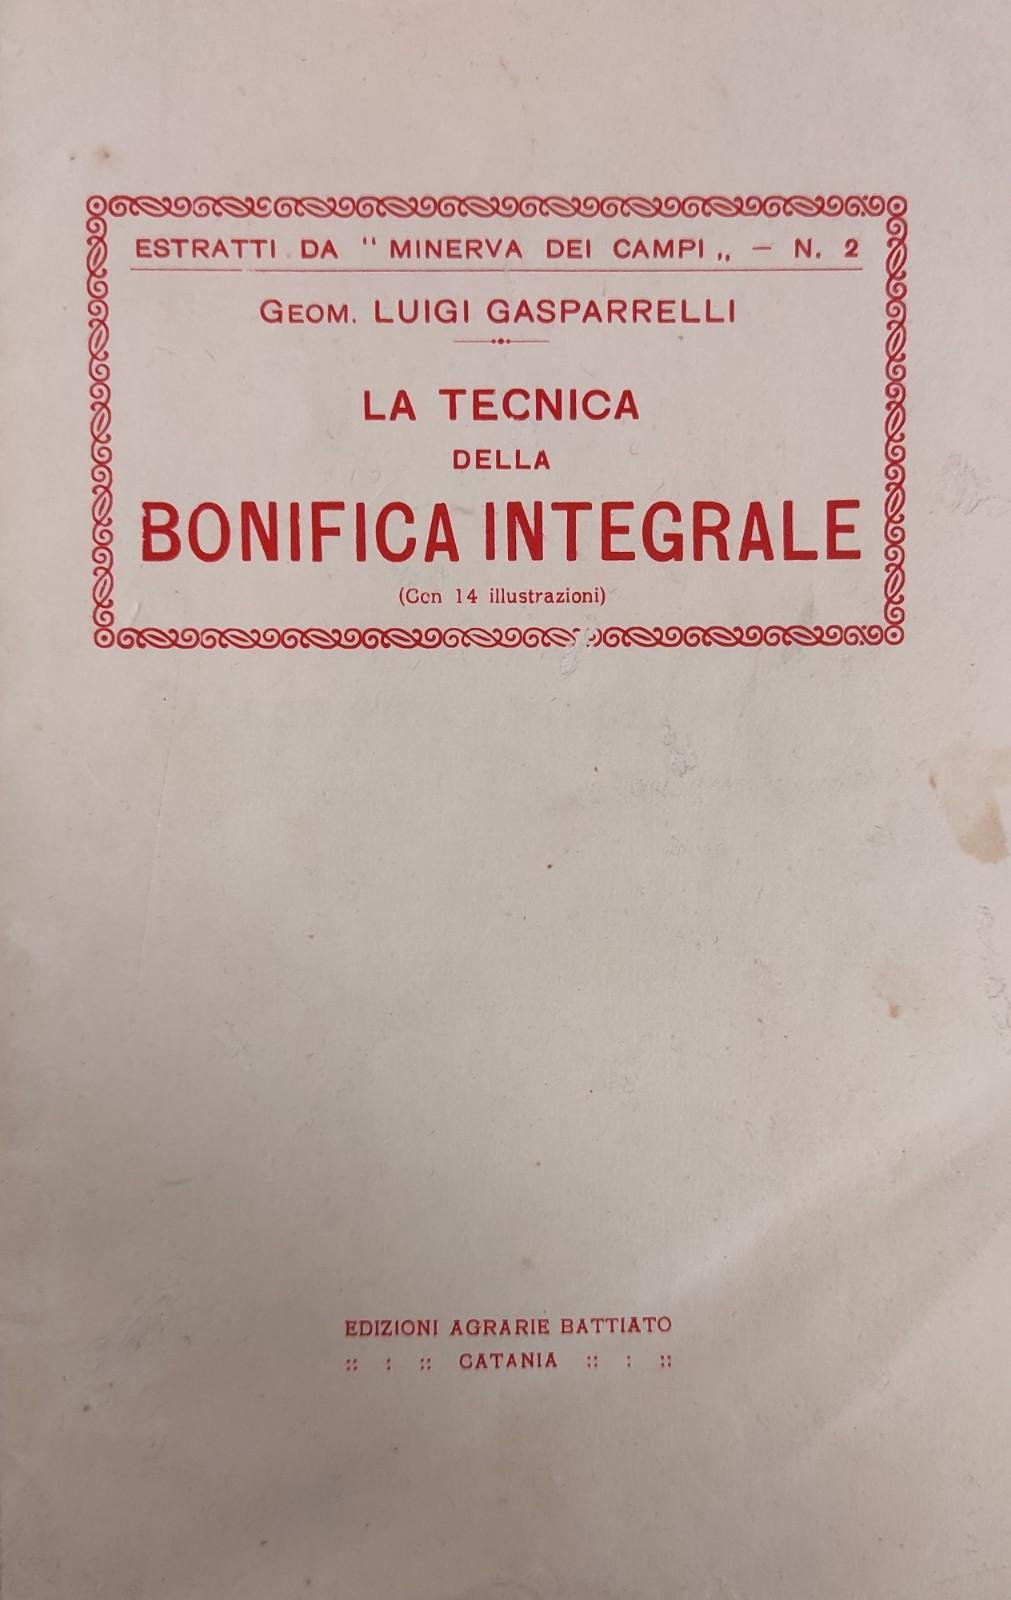 ESTRATTI DA " MINERVA DEI CAMPI „ — N. 2
GEOM. LUIGI GASPARRELLI
LA TECNICA
DELLA
BONIFICA INTEGRALE
(Con 14 illustrazioni)
EDIZIONI AGRARIE BATTIATO
:: : :: CATANIA :: : ::